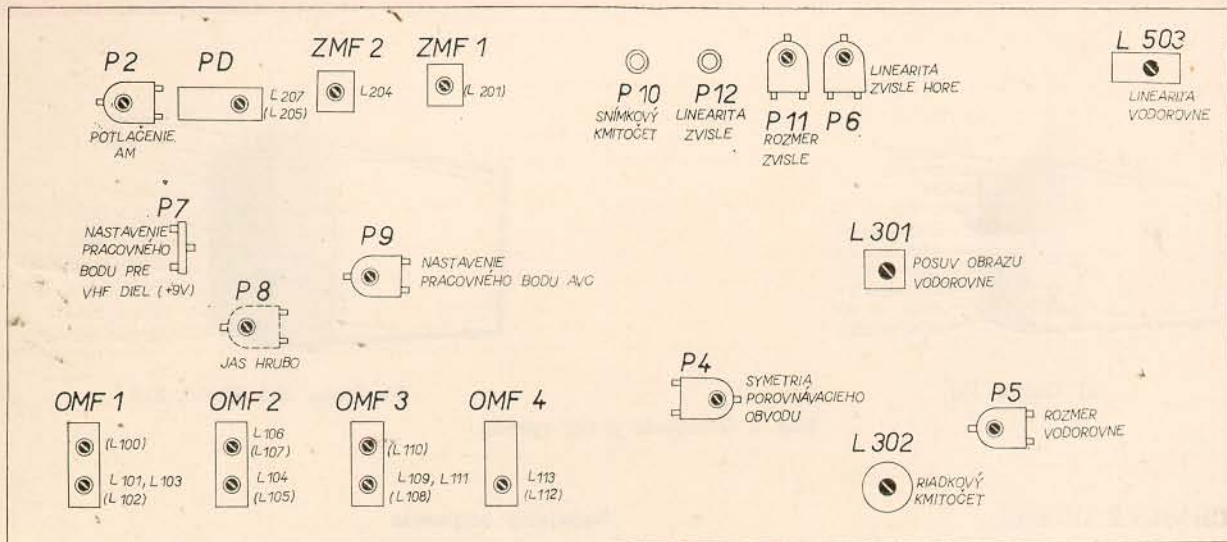 P2
PD
ZMF 2
ZMF 1
L 207
(L 205)
L 204
(L 201)
POTLAČENIE
AM
P 10
SNÍMKOVÝ
KMITOČET
P 12
LINEARITA
ZVISLE
P 11
ROZMER
ZVISLE
P 6
LINEARITA
ZVISLE HORE
L 503
LINEARITA
VODOROVNE
P7
NASTAVENIE
PRACOVNÉHO
BODU PRE
VHF DIEL (+9V)
P9
NASTAVENIE
PRACOVNÉHO BODU AVC
L 301
POSUV OBRAZU
VODOROVNE
P 8
JAS HRUBO
P4
SYMETRIA
POROVNÁVACIEHO
OBVODU
P5
ROZMER
VODOROVNE
OMF 1
OMF 2
OMF 3
OMF 4
(L 100)
L 101, L 103
(L 102)
L 106
(L 107)
L 104
(L 105)
(L 110)
L 109, L 111
(L 108)
L 113
(L 112)
L 302
RIADKOVÝ
KMITOČET